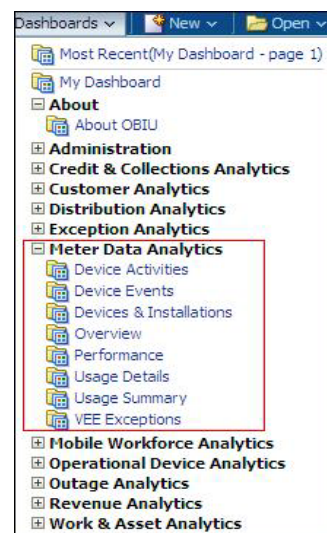 Dashboards New Open
Most Recent(My Dashboard - page 1)
My Dashboard
About
About OBIU
Administration
Credit & Collections Analytics
Customer Analytics
Distribution Analytics
Exception Analytics
Meter Data Analytics
Device Activities
Device Events
Devices & Installations
Overview
Performance
Usage Details
Usage Summary
VEE Exceptions
Mobile Workforce Analytics
Operational Device Analytics
Outage Analytics
Revenue Analytics
Work & Asset Analytics